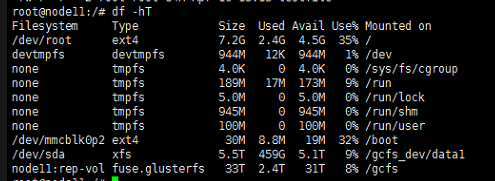 root@node11:/# df -hT
Filesystem Type Size Used Avail Use% Mounted on
/dev/root ext4 7.2G 2.4G 4.5G 35% /
devtmpfs devtmpfs 944M 12K 944M 1% /dev
none tmpfs 4.0K 0 4.0K 0% /sys/fs/cgroup
none tmpfs 189M 17M 173M 9% /run
none tmpfs 5.0M 0 5.0M 0% /run/lock
none tmpfs 945M 0 945M 0% /run/shm
none tmpfs 100M 0 100M 0% /run/user
/dev/mmcblk0p2 ext4 30M 8.8M 19M 32% /boot
/dev/sda xfs 5.5T 459G 5.1T 9% /gcfs_dev/data1
node11:rep-vol fuse.glusterfs 33T 2.4T 31T 8% /gcfs